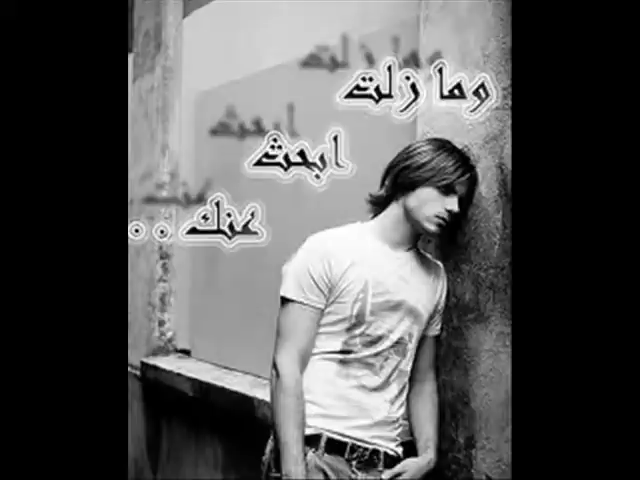 وما زلت
ابحث
عنك . .